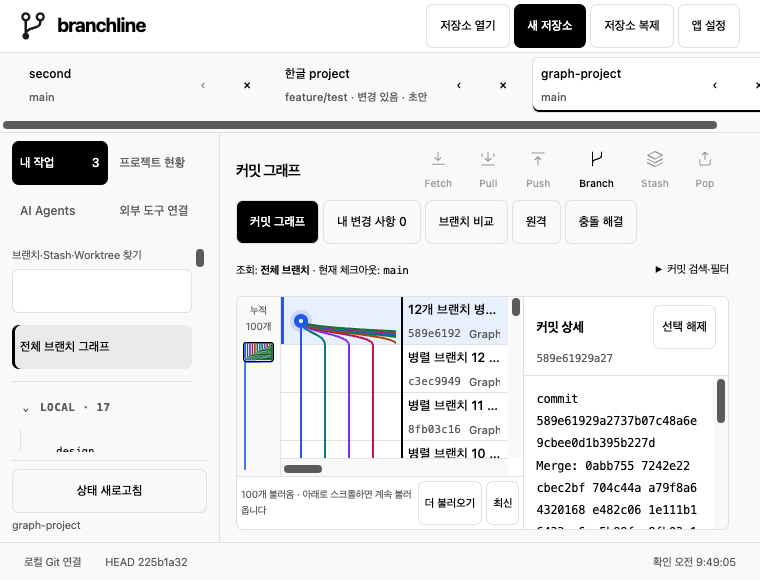 branchline
저장소 열기
새 저장소
저장소 복제
앱 설정
second
main
한글 project
feature/test · 변경 있음 · 초안
graph-project
main
내 작업 3
프로젝트 현황
AI Agents
외부 도구 연결
브랜치·Stash·Worktree 찾기
전체 브랜치 그래프
LOCAL · 17
design
상태 새로고침
graph-project
커밋 그래프
Fetch
Pull
Push
Branch
Stash
Pop
커밋 그래프
내 변경 사항 0
브랜치 비교
원격
충돌 해결
조회: 전체 브랜치 · 현재 체크아웃: main
▶ 커밋 검색·필터
누적
100개
12개 브랜치 병...
589e6192 Graph
병렬 브랜치 12 ...
c3ec9949 Graph
병렬 브랜치 11 ...
8fb03c16 Graph
병렬 브랜치 10 ...
100개 불러옴 · 아래로 스크롤하면 계속 불러
옵니다
더 불러오기
최신
커밋 상세
선택 해제
589e61929a27
commit
589e61929a2737b07c48a6e
9cbee0d1b395b227d
Merge: 0abb755 7242e22
cbec2bf 704c44a a79f8a6
4320168 e482c06 1e111b1
로컬 Git 연결
HEAD 225b1a32
확인 오전 9:49:05